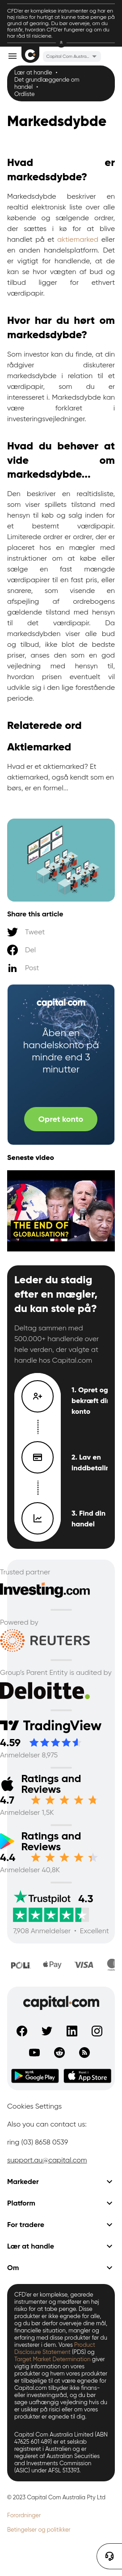 CFD'er er komplekse instrumenter og har en
høj risiko for hurtigt at kunne tabe penge på
grund af gearing. Du bør overveje, om du
forstår, hvordan CFD'er fungerer og om du
har råd til risiciene.
Capital Com Austra...
Lær at handle •
Det grundlæggende om
handel •
Ordliste
Markedsdybde
Hvad er
markedsdybde?
Markedsdybde beskriver en
realtid elektronisk liste over alle
købende og sælgende ordrer,
der sættes i kø for at blive
handlet på et aktiemarked eller
en anden handelsplatform. Det
er vigtigt for handlende, at de
kan se hvor vægten af bud og
tilbud ligger for ethvert
værdipapir.
Hvor har du hørt om
markedsdybde?
Som investor kan du finde, at din
rådgiver diskuterer
markedsdybde i relation til et
værdipapir, som du er
interesseret i. Markedsdybde kan
være forklaret i
investeringsvejledninger.
Hvad du behøver at
vide om
markedsdybde...
Den beskriver en realtidsliste,
som viser spillets tilstand med
hensyn til køb og solg inden for
et bestemt værdipapir.
Limiterede ordrer er ordrer, der er
placeret hos en mægler med
instruktioner om at købe eller
sælge en fast mængde
værdipapirer til en fast pris, eller
snarere, som visende en
afspejling af ordrebogens
gældende tilstand med hensyn
til det værdipapir. Da
markedsdybden viser alle bud
og tilbud, ikke blot de bedste
priser, anses den som en god
vejledning med hensyn til,
hvordan prisen eventuelt vil
udvikle sig i den lige forestående
periode.
Relaterede ord
Aktiemarked
Hvad er et aktiemarked? Et
aktiemarked, også kendt som en
børs, er en formel...
Share this article
Tweet
Del
Post
capital.com
Åben en
handelskonto på
mindre end 3
minutter
Opret konto
Seneste video
THE END OF
GLOBALISATION?
Leder du stadig
efter en mægler,
du kan stole på?
Deltag sammen med
500.000+ handlende over
hele verden, der valgte at
handle hos Capital.com
1. Opret og
bekræft din
konto
2. Lav en
inddbetaling
3. Find din
handel
Trusted partner
Investing.com
Powered by
REUTERS
Group's Parent Entity is audited by
Deloitte.
TradingView
4.59
Anmeldelser 8,975
Ratings and
Reviews
4.7
Anmeldelser 1,5K
Ratings and
Reviews
4.4
Anmeldelser 40,8K
Trustpilot 4.3
7,908 Anmeldelser • Excellent
POLi Pay VISA
capital.com
Google Play App Store
Cookies Settings
Also you can contact us:
ring (03) 8658 0539
support.au@capital.com
Markeder
Platform
For tradere
Lær at handle
Om
CFD'er er komplekse, gearede
instrumenter og indebærer en høj
risiko for at tabe penge. Disse
produkter er ikke egnede for alle,
og du bør derfor overveje dine mål,
financielle situation, mangler og
erfaring med disse produkter før du
investerer i dem. Vores Product
Disclosure Statement (PDS) og
Target Market Determination giver
vigtig information om vores
produkter og hvem vores produkter
er tilbejelige til at være egnede for
Capital.com tilbyder ikke finans-
eller investeringsråd, og du bør
søge uafhængig vejledning hvis du
er usikker på om vores
produkter er egnede til dig.
Capital Com Australia Limited (ABN
47625 601 489) er et selskab
registreret i Australien og er
reguleret af Australian Securities
and Investments Commission
(ASIC) under AFSL 513393.
© 2023 Capital Com Australia Pty Ltd
Forordninger
Betingelser og politikker